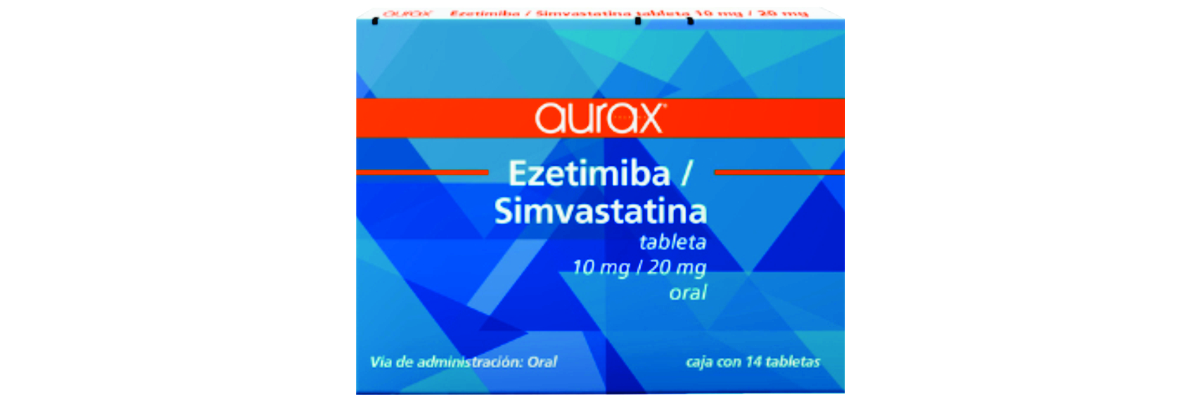 aurax Ezetimiba / Simvastatina tableta 10 mg / 20 mg
aurax
Ezetimiba /
Simvastatina
tableta
10 mg / 20 mg
oral
Vía de administración: Oral
caja con 14 tabletas